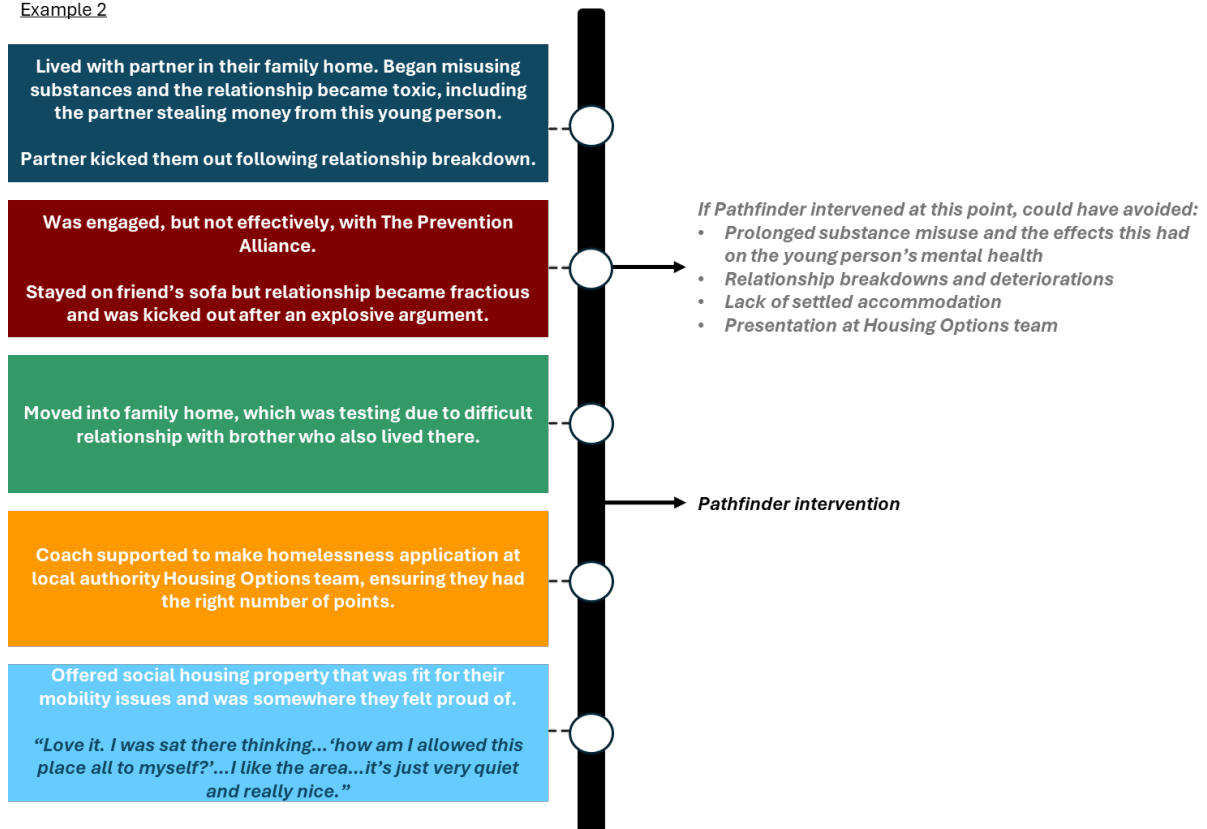 Example 2
Lived with partner in their family home. Began misusing
substances and the relationship became toxic, including
the partner stealing money from this young person.
Partner kicked them out following relationship breakdown.
Was engaged, but not effectively, with The Prevention
Alliance.
Stayed on friend’s sofa but relationship became fractious
and was kicked out after an explosive argument.
If Pathfinder intervened at this point, could have avoided:
• Prolonged substance misuse and the effects this had
on the young person’s mental health
• Relationship breakdowns and deteriorations
• Lack of settled accommodation
• Presentation at Housing Options team
Moved into family home, which was testing due to difficult
relationship with brother who also lived there.
Pathfinder intervention
Coach supported to make homelessness application at
local authority Housing Options team, ensuring they had
the right number of points.
Offered social housing property that was fit for their
mobility issues and was somewhere they felt proud of.
“Love it. I was sat there thinking…‘how am I allowed this
place all to myself?’…I like the area…it’s just very quiet
and really nice.”